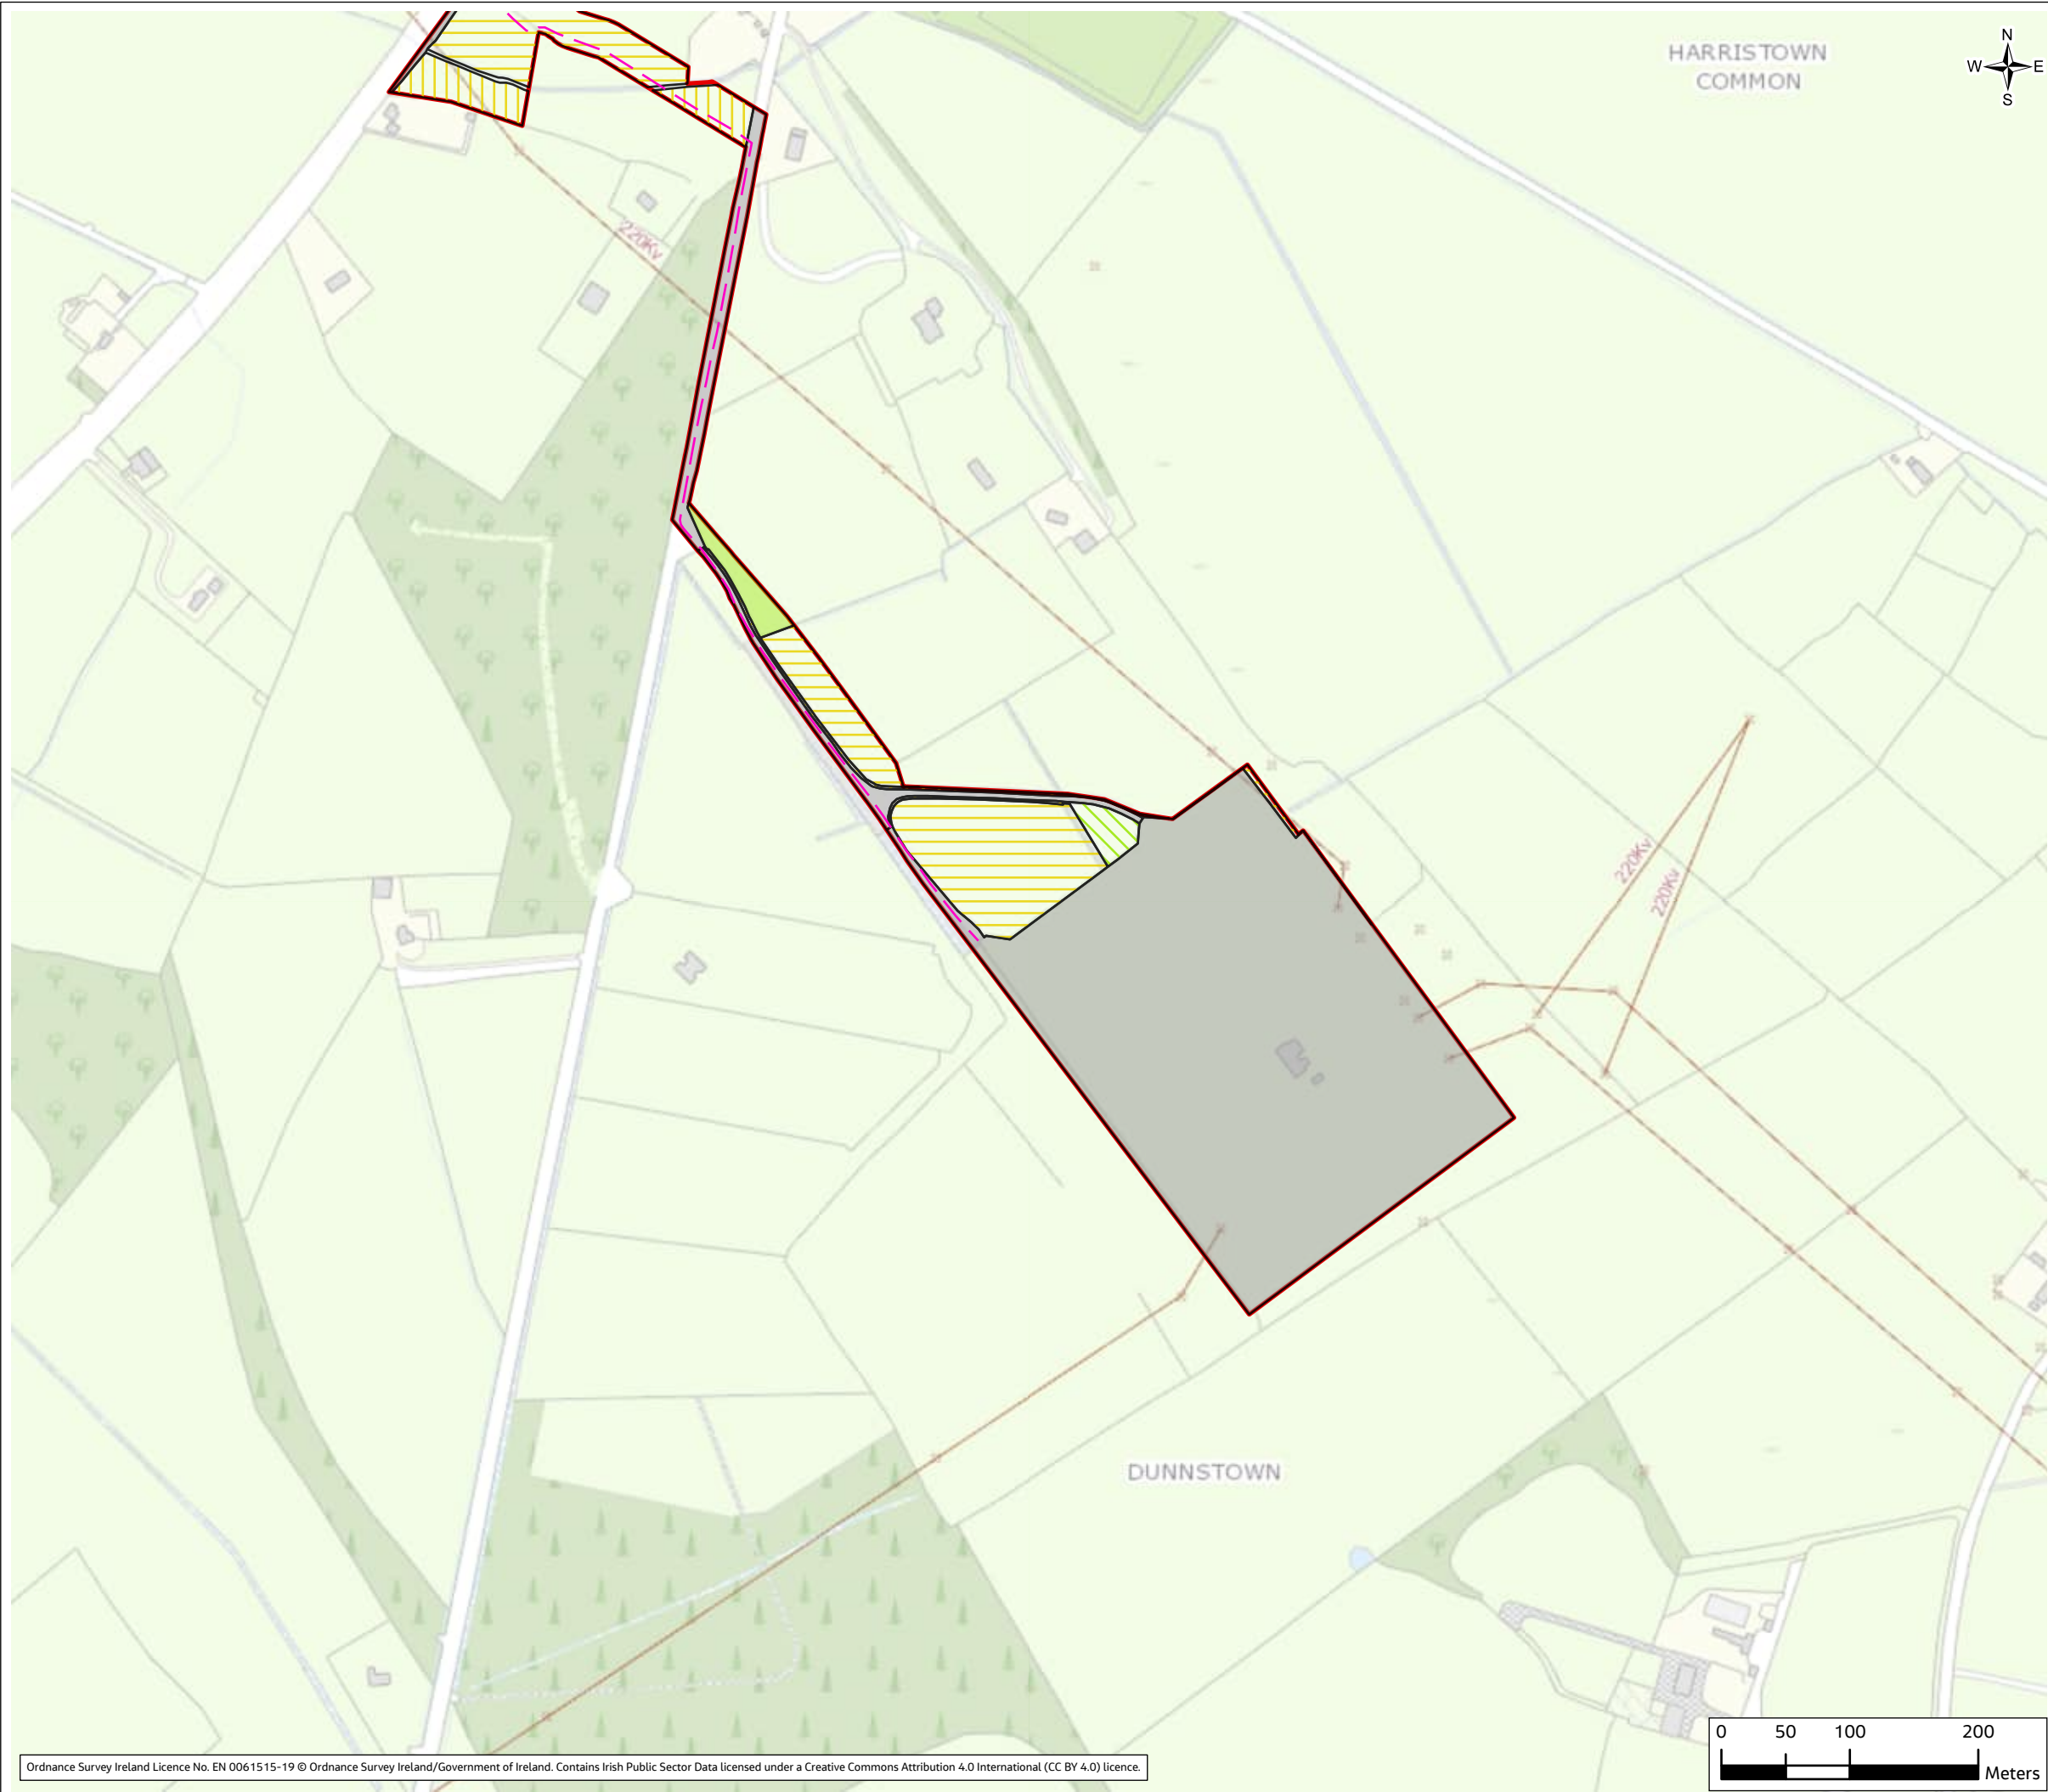 HARRISTOWN
COMMON
N
W E
S
220Kv
220Kv
220Kv
DUNNSTOWN
0 50 100 200
Meters
Ordnance Survey Ireland Licence No. EN 0061515-19 © Ordnance Survey Ireland/Government of Ireland. Contains Irish Public Sector Data licensed under a Creative Commons Attribution 4.0 International (CC BY 4.0) licence.